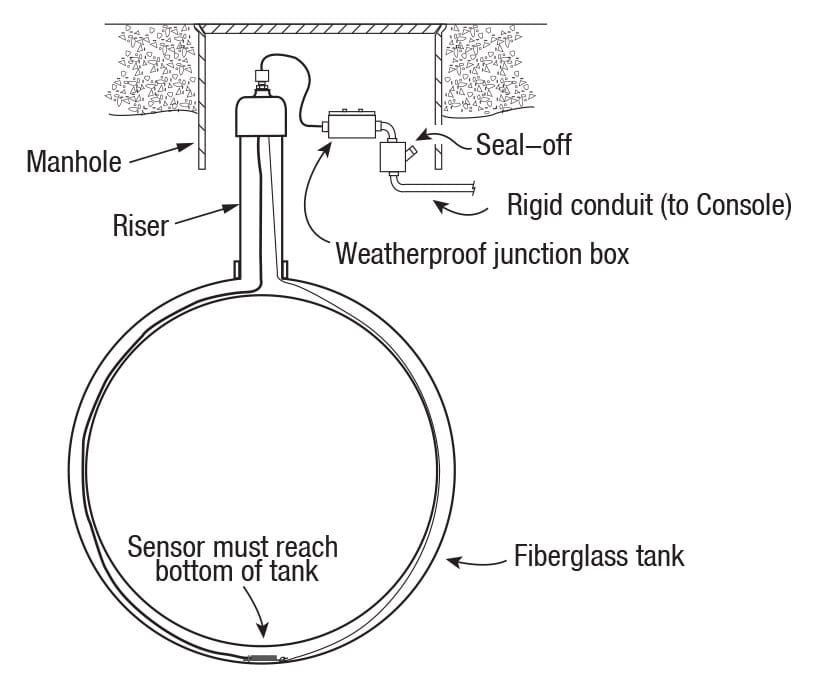 Seal–off
Manhole
Rigid conduit (to Console)
Riser
Weatherproof junction box
Sensor must reach
bottom of tank
Fiberglass tank